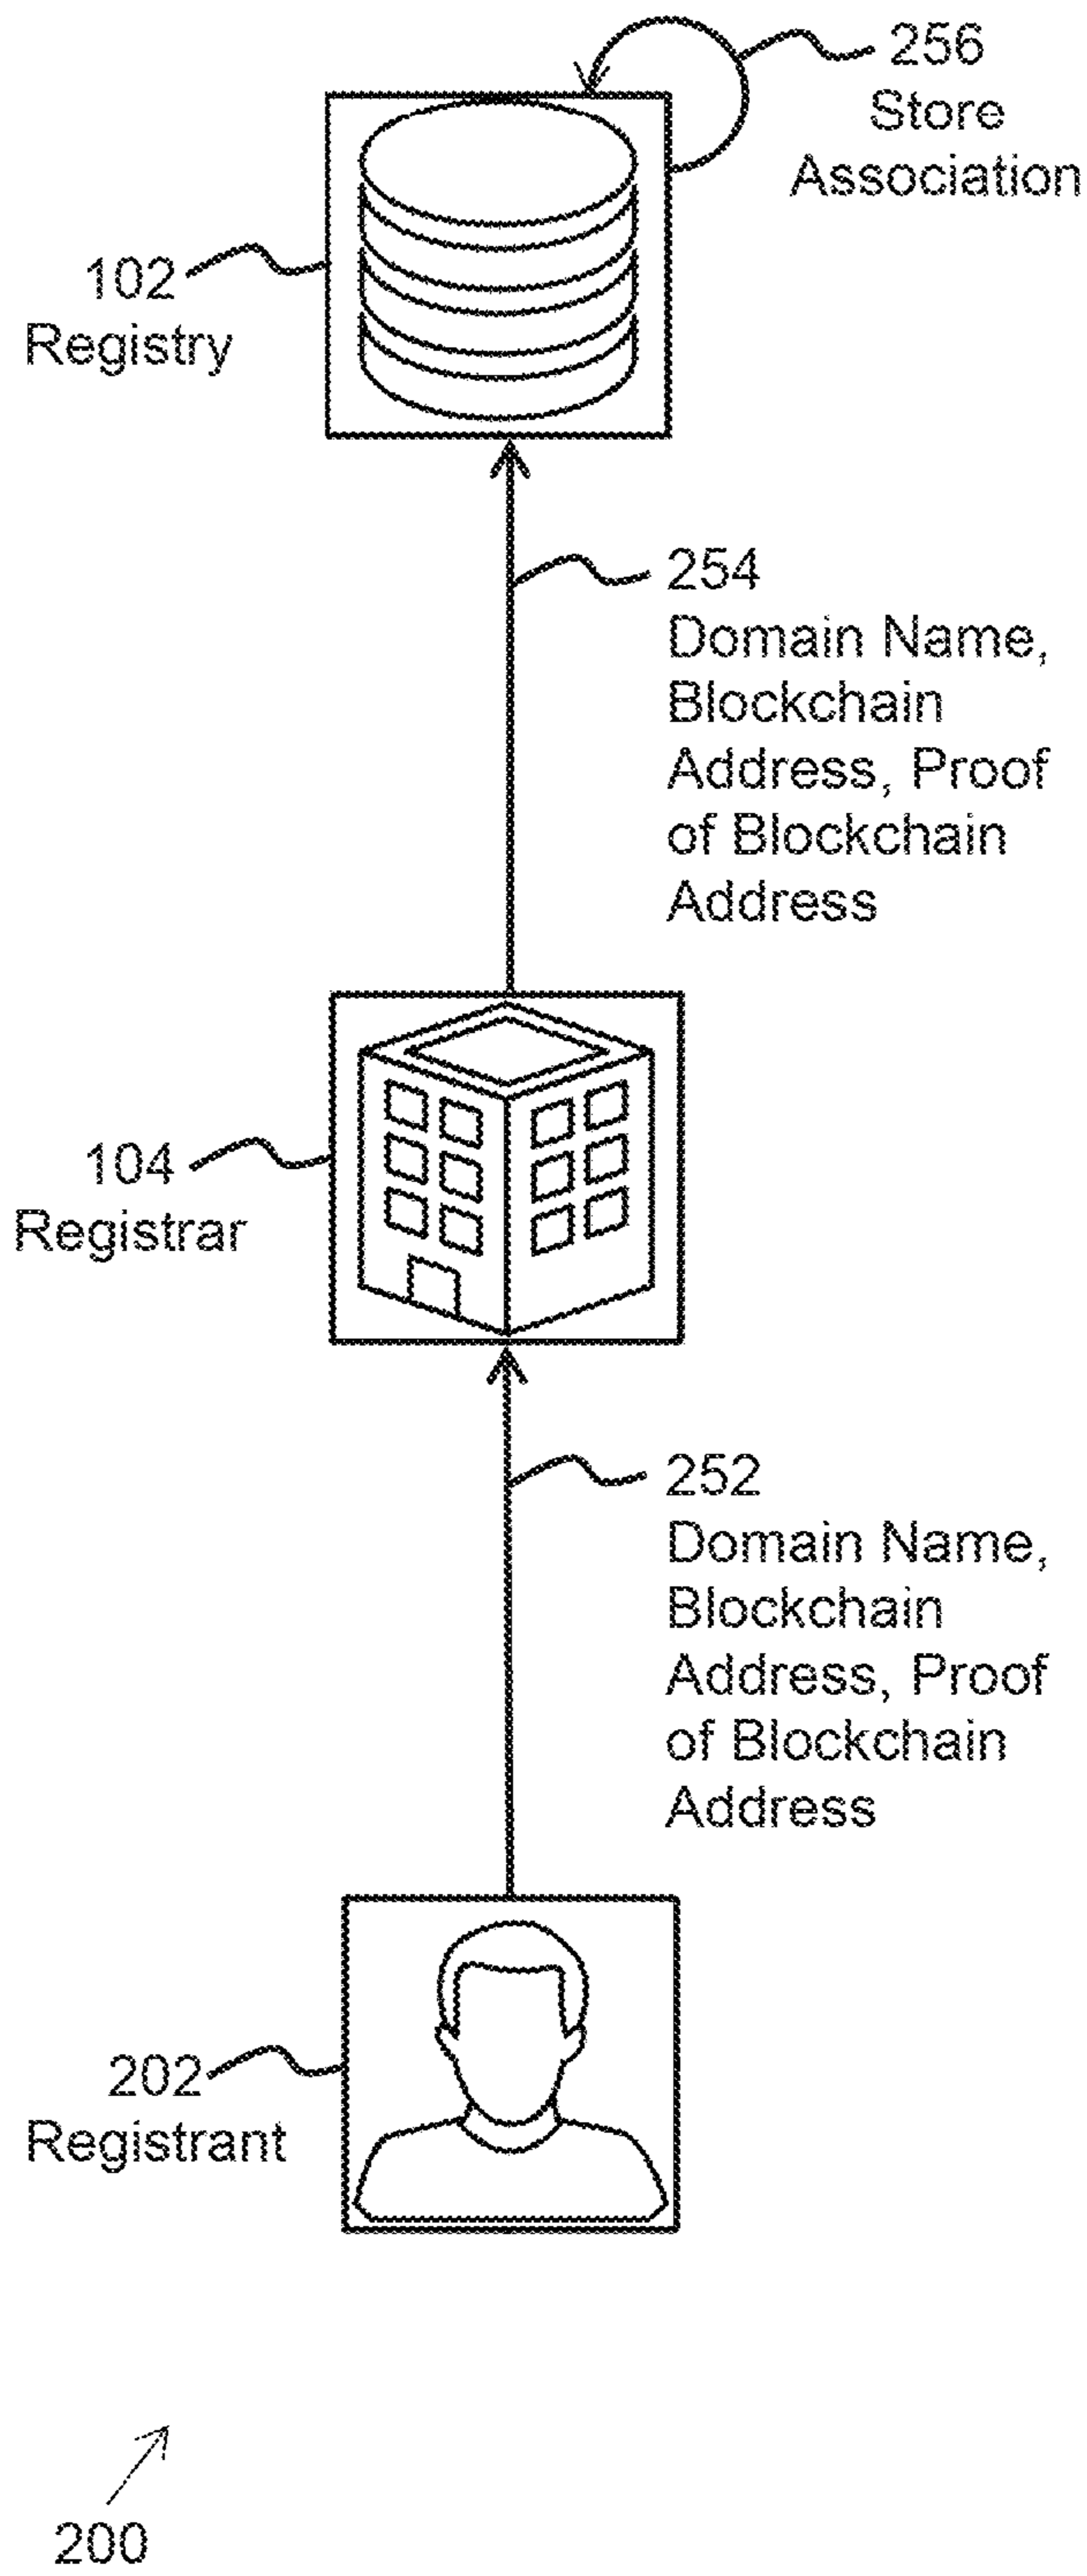 256
Store
Association
102
Registry
254
Domain Name,
Blockchain
Address, Proof
of Blockchain
Address
104
Registrar
252
Domain Name,
Blockchain
Address, Proof
of Blockchain
Address
202
Registrant
200